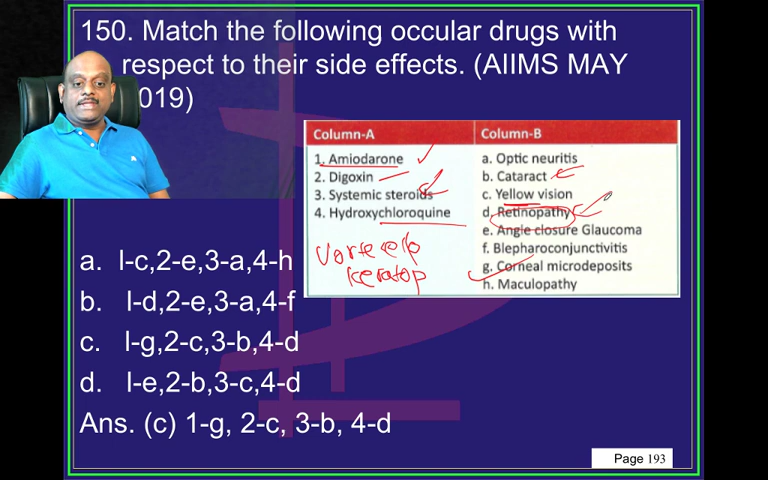 150. Match the following occular drugs with
respect to their side effects. (AIIMS MAY
019)
Column-A
Column-B
1. Amiodarone
a. Optic neuritis
2. Digoxin
b. Cataract
3. Systemic steroids
c. Yellow vision
4. Hydroxychloroquine
d. Retinopathy
e. Angle closure Glaucoma
f. Blepharoconjunctivitis
g. Corneal microdeposits
h. Maculopathy
keratop
a. I-c,2-e,3-a,4-h
b. I-d,2-e,3-a,4-f
c. I-g,2-c,3-b,4-d
d. I-e,2-b,3-c,4-d
Ans. (c) 1-g, 2-c, 3-b, 4-d
Page 193